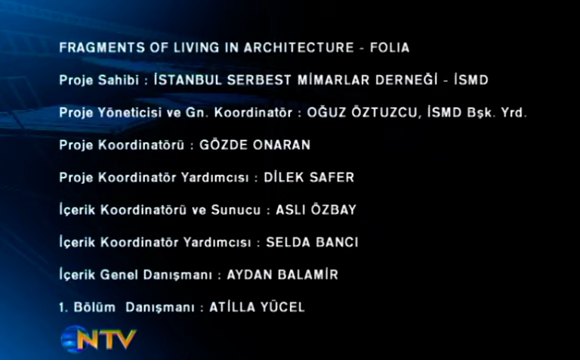 FRAGMENTS OF LIVING IN ARCHITECTURE - FOLIA
Proje Sahibi : İSTANBUL SERBEST MİMARLAR DERNEĞİ - İSMD
Proje Yöneticisi ve Gn. Koordinatör : OĞUZ ÖZTUZCU, İSMD Bşk. Yrd.
Proje Koordinatörü : GÖZDE ONARAN
Proje Koordinatör Yardımcısı : DİLEK SAFER
İçerik Koordinatörü ve Sunucu : ASLI ÖZBAY
İçerik Koordinatör Yardımcısı : SELDA BANCI
İçerik Genel Danışmanı : AYDAN BALAMİR
1. Bölüm Danışmanı : ATİLLA YÜCEL
NTV